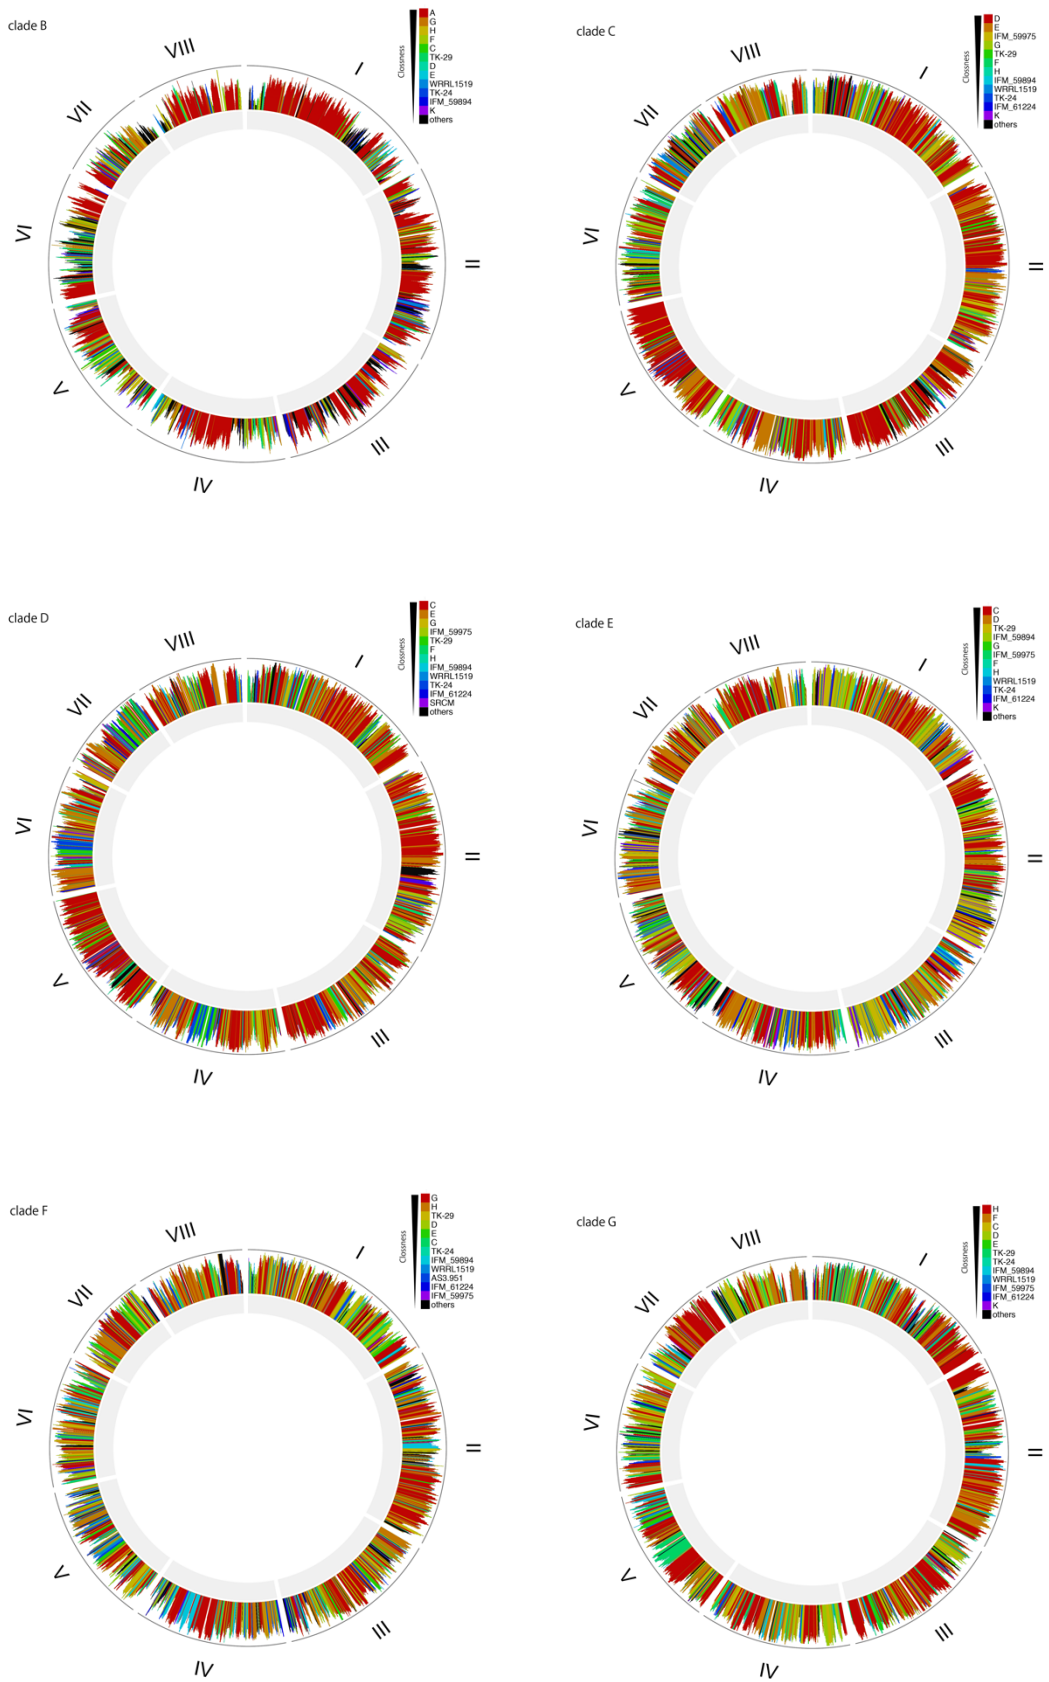 clade B
Clossness
A
G
H
F
C
TK-29
D
E
WRRL1519
TK-24
IFM_59894
K
others
I
II
III
IV
V
VI
VII
VIII
clade C
Clossness
D
E
IFM_59975
G
TK-29
F
H
IFM_59894
WRRL1519
TK-24
IFM_61224
K
others
I
II
III
IV
V
VI
VII
VIII
clade D
Clossness
C
E
G
IFM_59975
TK-29
F
H
IFM_59894
WRRL1519
TK-24
IFM_61224
SRCM
others
I
II
III
IV
V
VI
VII
VIII
clade E
Clossness
C
D
TK-29
IFM_59894
G
IFM_59975
F
H
WRRL1519
TK-24
IFM_61224
K
others
I
II
III
IV
V
VI
VII
VIII
clade F
Clossness
G
H
TK-29
D
E
C
TK-24
IFM_59894
WRRL1519
AS3.951
IFM_61224
IFM_59975
others
I
II
III
IV
V
VI
VII
VIII
clade G
Clossness
H
F
C
D
E
TK-29
TK-24
IFM_59894
WRRL1519
IFM_59975
IFM_61224
K
others
I
II
III
IV
V
VI
VII
VIII